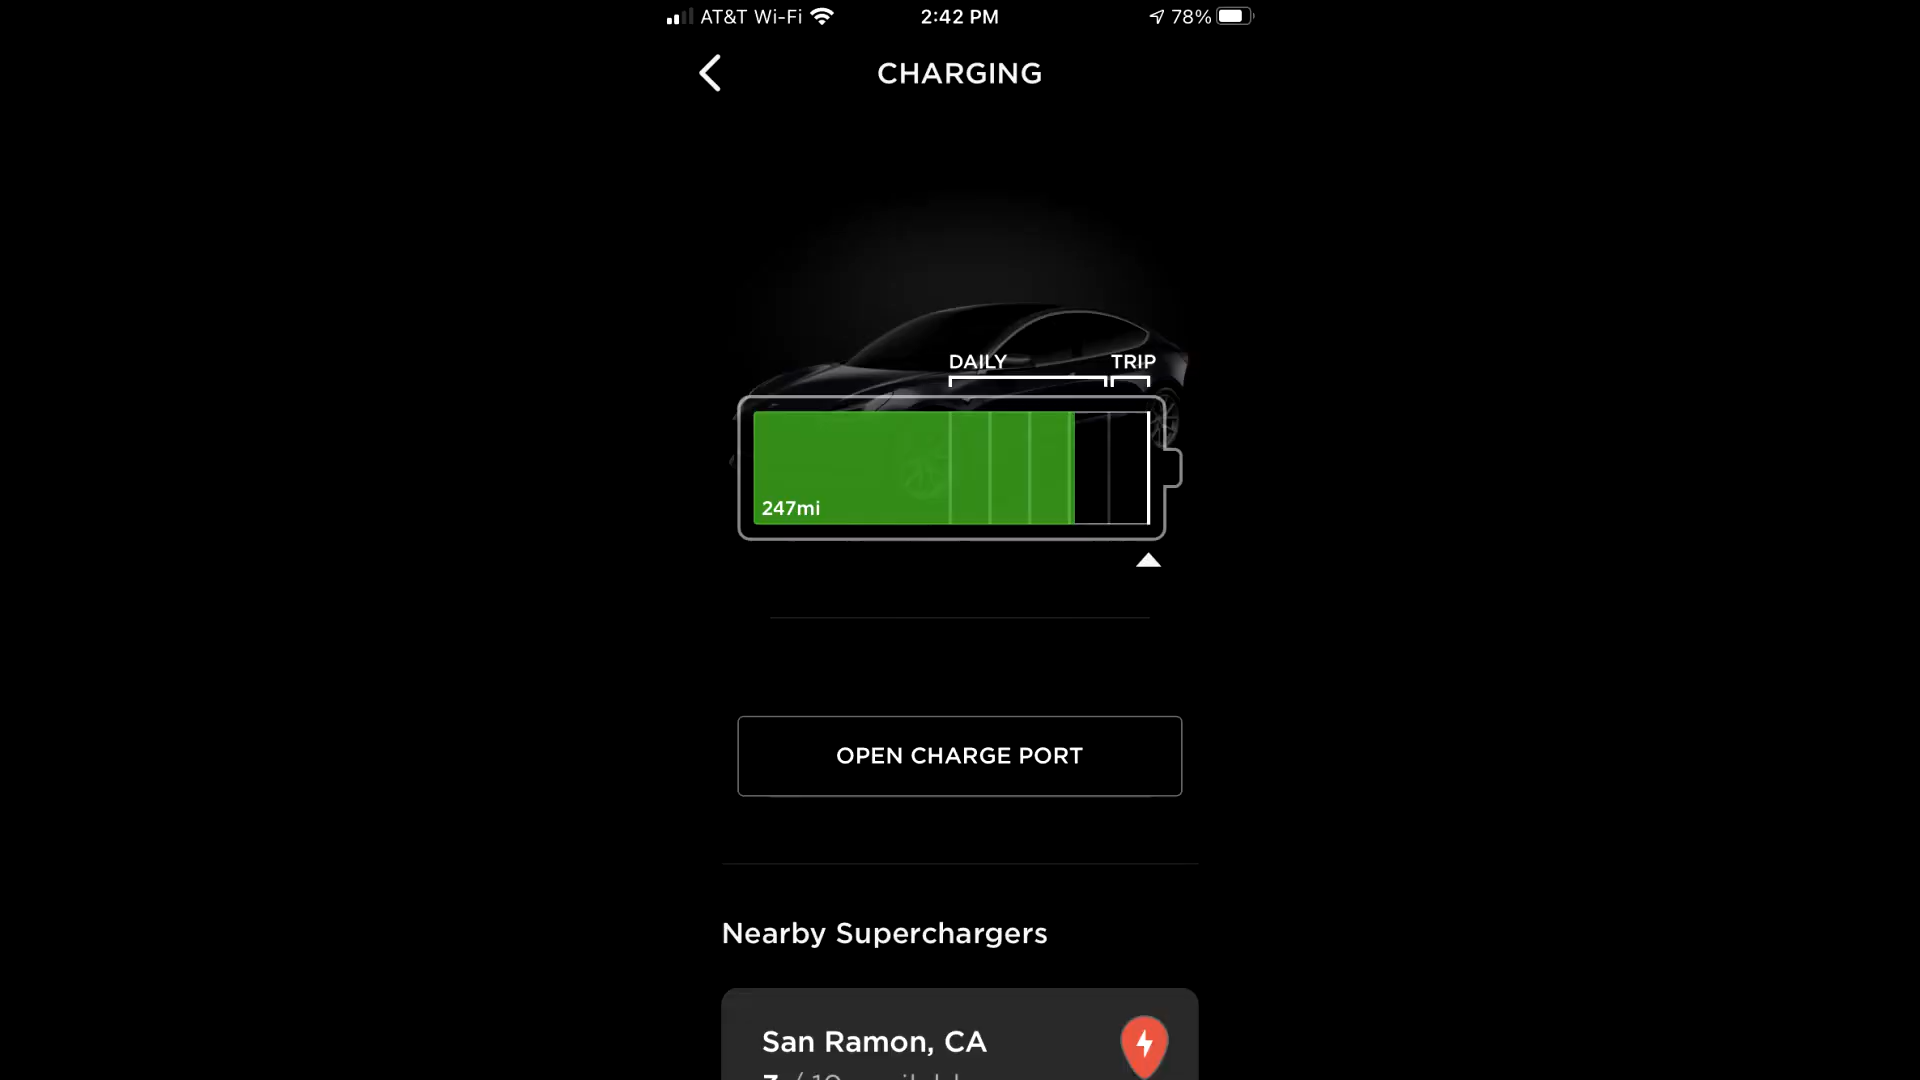 AT&T Wi-Fi 2:42 PM 78%
CHARGING
DAILY TRIP
247mi
OPEN CHARGE PORT
Nearby Superchargers
San Ramon, CA